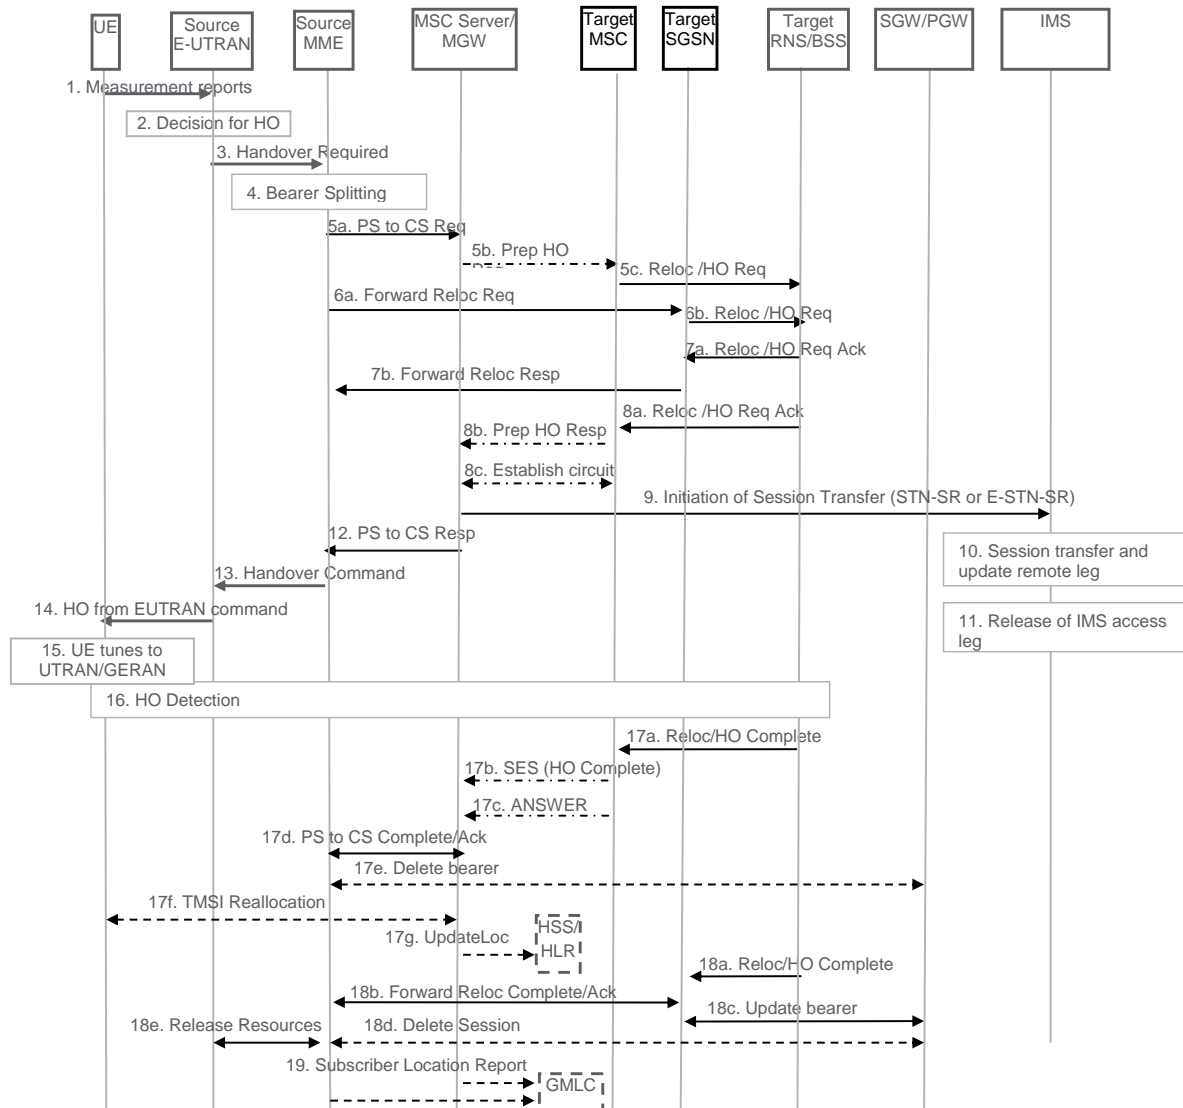 UE
Source
E-UTRAN
Source
MME
MSC Server/
MGW
Target
MSC
Target
SGSN
Target
RNS/BSS
SGW/PGW
IMS
1. Measurement reports
2. Decision for HO
3. Handover Required
4. Bearer Splitting
5a. PS to CS Req
5b. Prep HO
5c. Reloc /HO Req
6a. Forward Reloc Req
6b. Reloc /HO Req
7a. Reloc /HO Req Ack
7b. Forward Reloc Resp
8a. Reloc /HO Req Ack
8b. Prep HO Resp
8c. Establish circuit
9. Initiation of Session Transfer (STN-SR or E-STN-SR)
12. PS to CS Resp
10. Session transfer and
update remote leg
13. Handover Command
14. HO from EUTRAN command
11. Release of IMS access
leg
15. UE tunes to
UTRAN/GERAN
16. HO Detection
17a. Reloc/HO Complete
17b. SES (HO Complete)
17c. ANSWER
17d. PS to CS Complete/Ack
17e. Delete bearer
17f. TMSI Reallocation
HSS/
HLR
17g. UpdateLoc
18a. Reloc/HO Complete
18b. Forward Reloc Complete/Ack
18c. Update bearer
18e. Release Resources
18d. Delete Session
19. Subscriber Location Report
GMLC